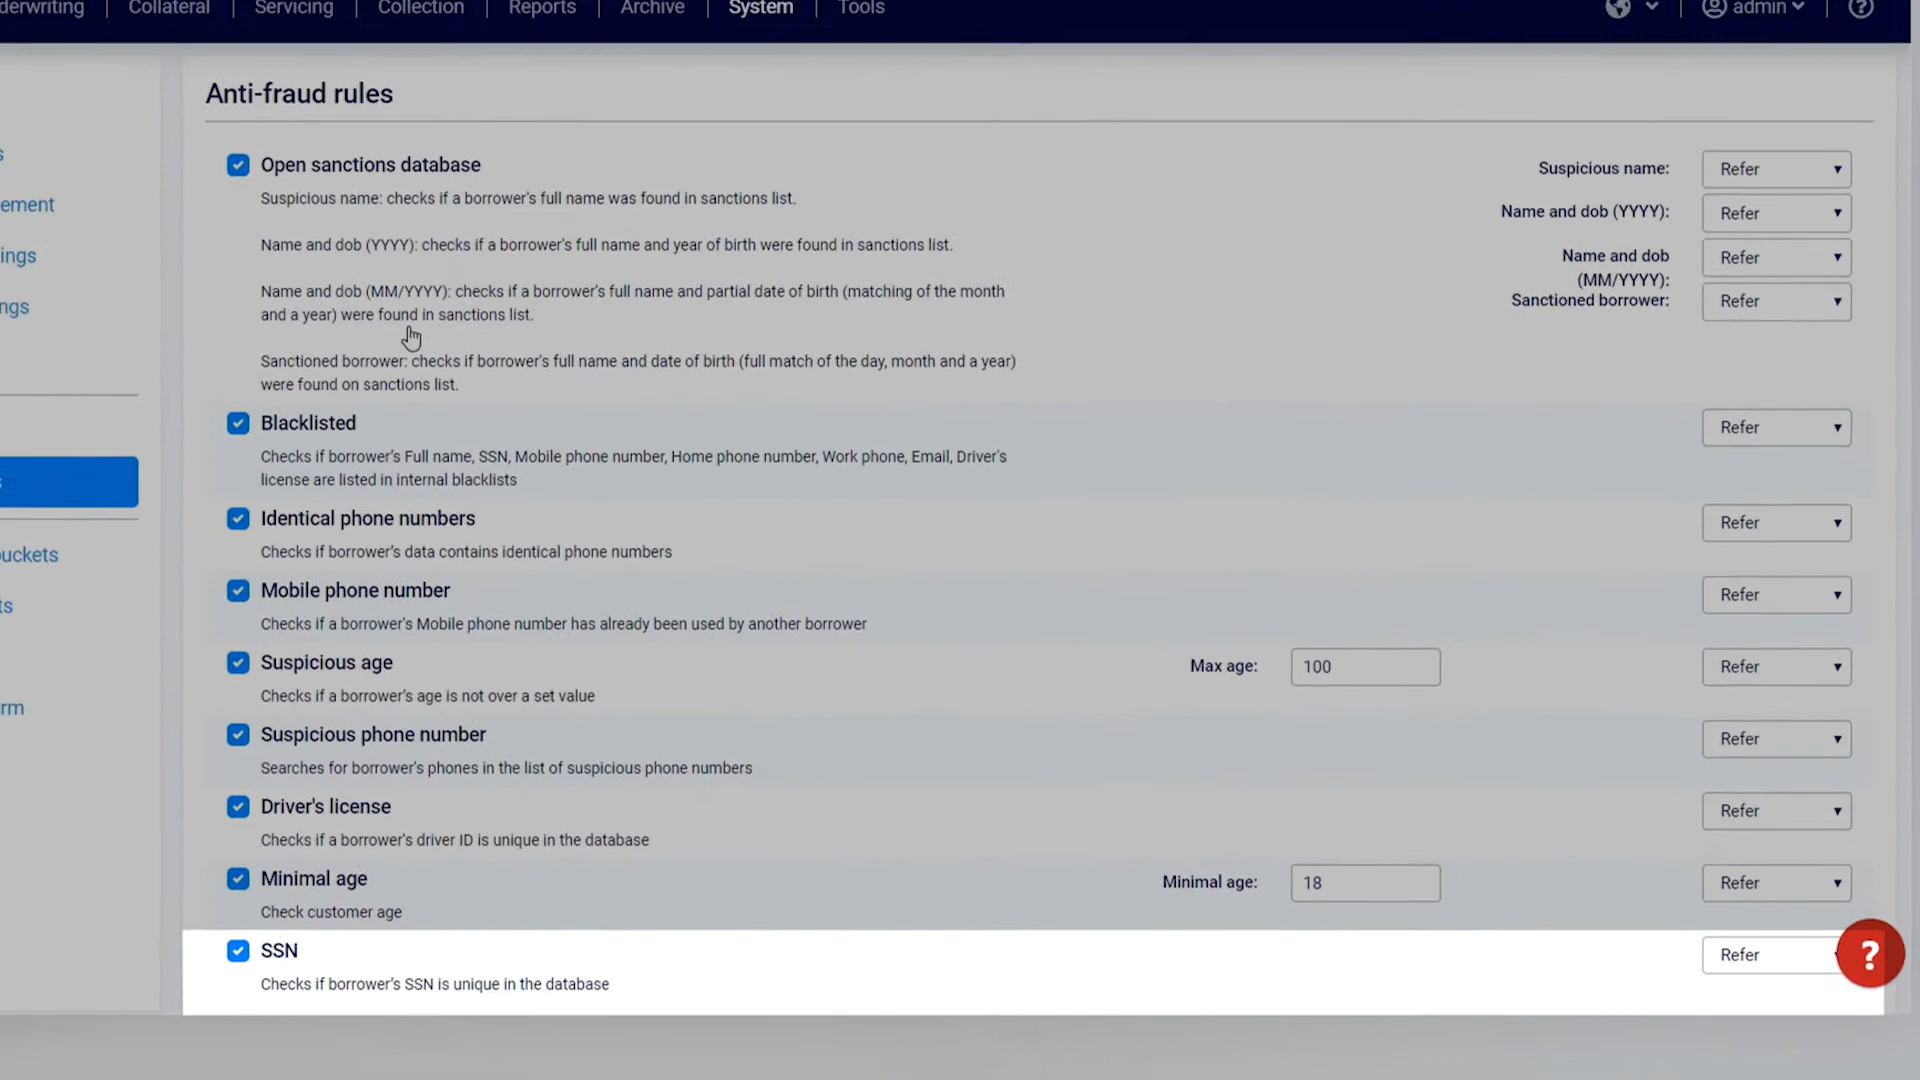 derwriting | Collateral | Servicing | Collection | Reports | Archive | System | Tools
admin
?
Anti-fraud rules
ement
ings
ngs
uckets
ts
rm
Open sanctions database
Suspicious name: checks if a borrower's full name was found in sanctions list.
Name and dob (YYYY): checks if a borrower's full name and year of birth were found in sanctions list.
Name and dob (MM/YYYY): checks if a borrower's full name and partial date of birth (matching of the month
and a year) were found in sanctions list.
Sanctioned borrower: checks if borrower's full name and date of birth (full match of the day, month and a year)
were found on sanctions list.
Suspicious name: Refer
Name and dob (YYYY): Refer
Name and dob
(MM/YYYY): Refer
Sanctioned borrower: Refer
Blacklisted
Refer
Checks if borrower's Full name, SSN, Mobile phone number, Home phone number, Work phone, Email, Driver's
license are listed in internal blacklists
Identical phone numbers
Refer
Checks if borrower's data contains identical phone numbers
Mobile phone number
Refer
Checks if a borrower's Mobile phone number has already been used by another borrower
Suspicious age
Max age: 100
Refer
Checks if a borrower's age is not over a set value
Suspicious phone number
Refer
Searches for borrower's phones in the list of suspicious phone numbers
Driver's license
Refer
Checks if a borrower's driver ID is unique in the database
Minimal age
Minimal age: 18
Refer
Check customer age
SSN
Refer
?
Checks if borrower's SSN is unique in the database